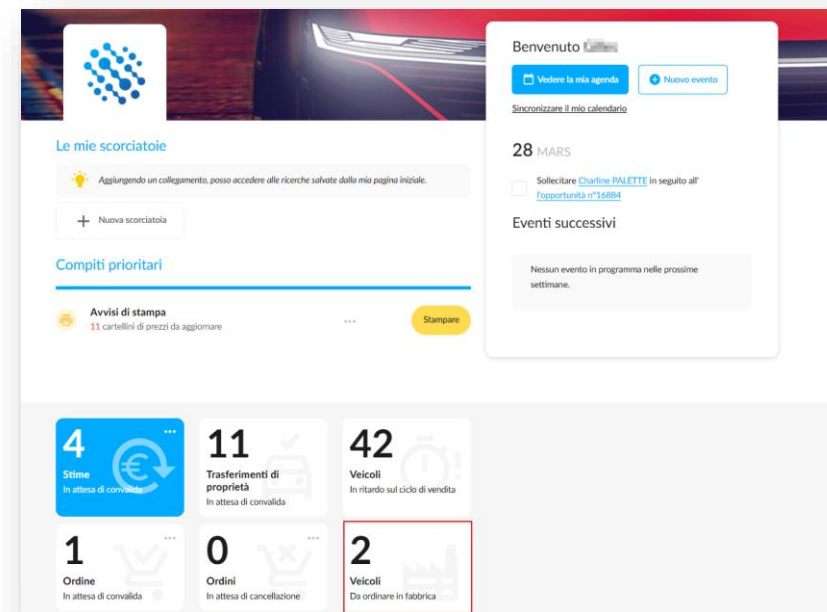 Benvenuto
Vedere la mia agenda
Nuovo evento
Sincronizzare il mio calendario
Le mie scorciatoie
Aggiungendo un collegamento, posso accedere alle ricerche salvate dalla mia pagina iniziale.
Nuova scorciatoia
28 MARS
Sollecitare Charline PALETTE in seguito all'
l'opportunità n°16884
Eventi successivi
Nessun evento in programma nelle prossime
settimane.
Compiti prioritari
Avvisi di stampa
11 cartellini di prezzi da aggiornare
Stampare
4
Stime
In attesa di convalida
11
Trasferimenti di
proprietà
In attesa di convalida
42
Veicoli
In ritardo sul ciclo di vendita
1
Ordine
In attesa di convalida
0
Ordini
In attesa di cancellazione
2
Veicoli
Da ordinare in fabbrica